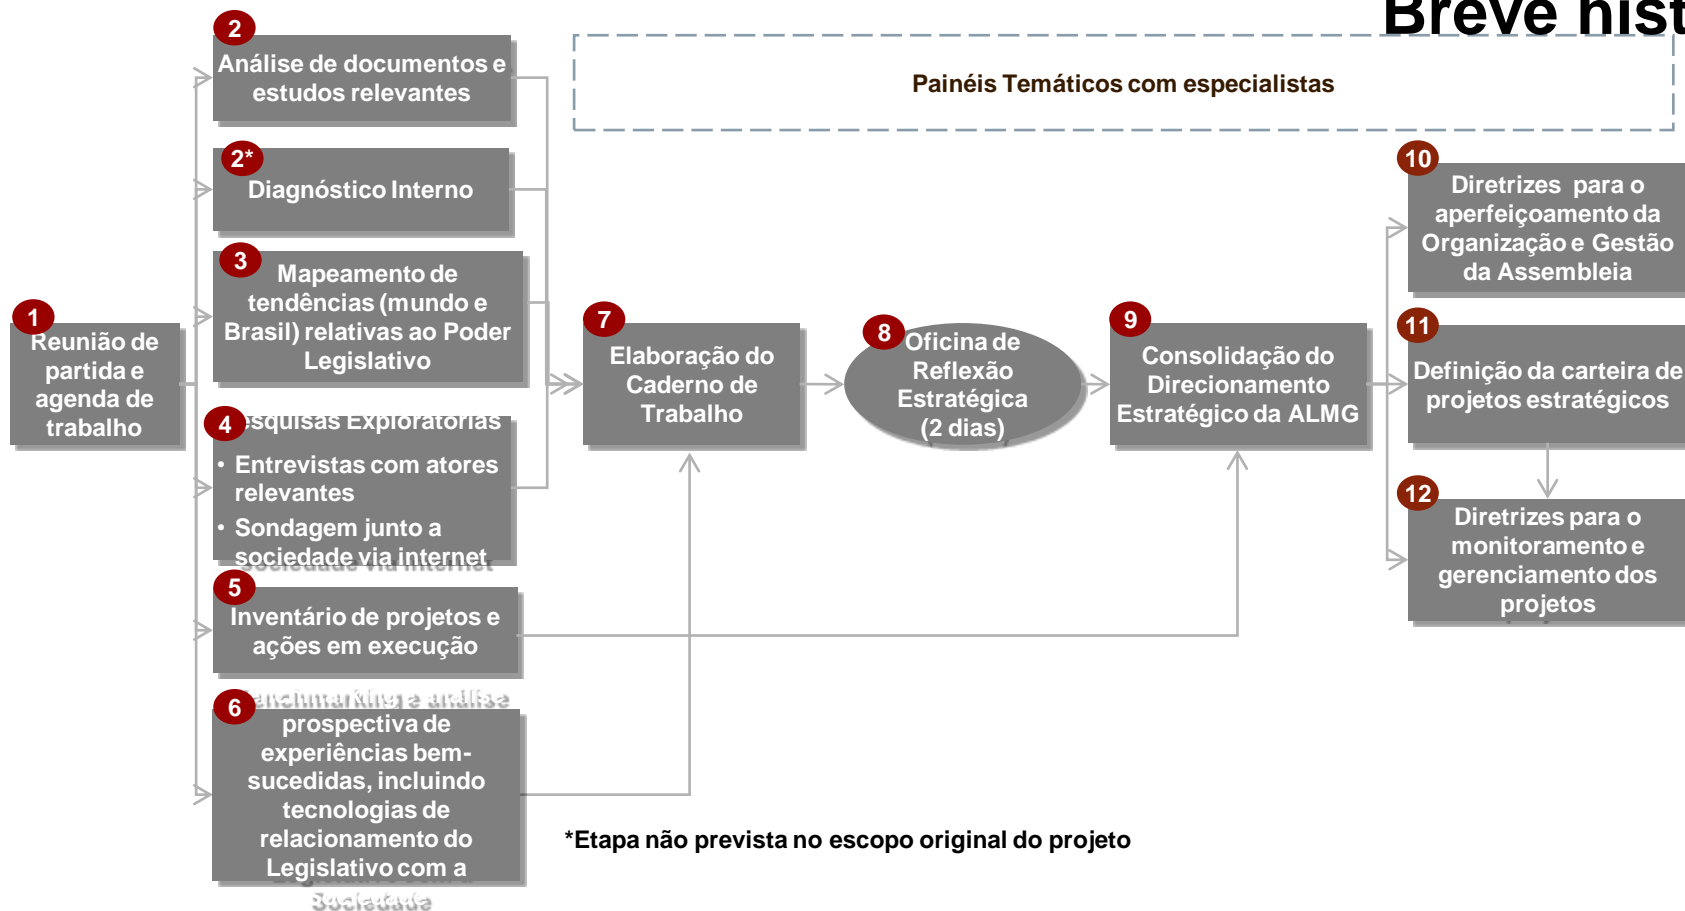 Breve hist
2
Análise de documentos e
estudos relevantes
Painéis Temáticos com especialistas
2*
Diagnóstico Interno
3
Mapeamento de
tendências (mundo e
Brasil) relativas ao Poder
Legislativo
1
Reunião de
partida e
agenda de
trabalho
4
esquisas Exploratórias
• Entrevistas com atores
relevantes
• Sondagem junto a
sociedade via internet
5
Inventário de projetos e
ações em execução
6
enchmarking e análise
prospectiva de
experiências bem-
sucedidas, incluindo
tecnologias de
relacionamento do
Legislativo com a
Sociedade
7
Elaboração do
Caderno de
Trabalho
8
Oficina de
Reflexão
Estratégica
(2 dias)
9
Consolidação do
Direcionamento
Estratégico da ALMG
10
Diretrizes para o
aperfeiçoamento da
Organização e Gestão
da Assembleia
11
Definição da carteira de
projetos estratégicos
12
Diretrizes para o
monitoramento e
gerenciamento dos
projetos
*Etapa não prevista no escopo original do projeto